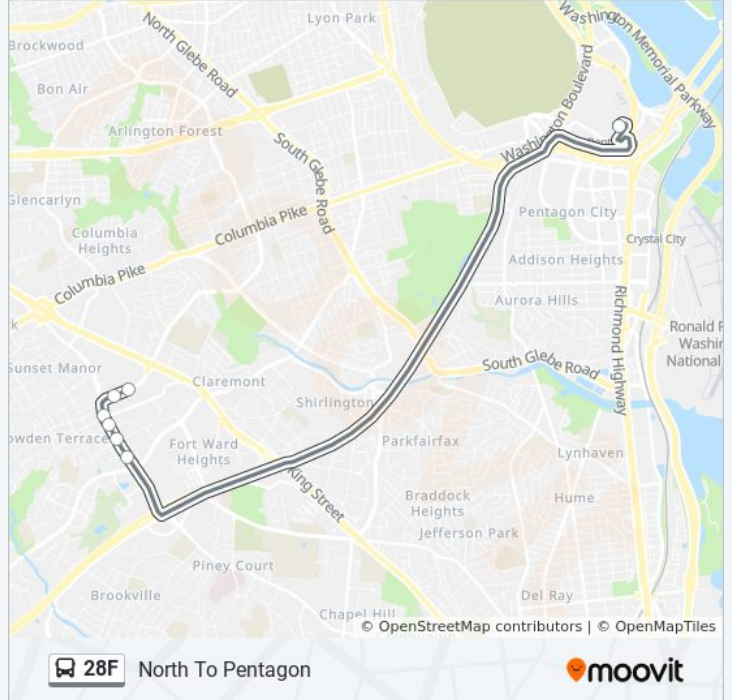 Lyon Park
Washington Memorial Parkway
Brockwood
North Glebe Road
Bon Air
Washington Boulevard
Arlington Forest
South Glebe Road
Glencarlyn
Columbia Pike
Pentagon City
Columbia
Heights
Crystal City
Addison Heights
Columbia Pike
Aurora Hills
Richmond Highway
Ronald
Washin
National
k
Sunset Manor
Claremont
South Glebe Road
Shirlington
owden Terrace
Fort Ward
Heights
Parkfairfax
Lynhaven
King Street
Braddock
Heights
Hume
Jefferson Park
Piney Court
Brookville
Del Ray
Chapel Hill
© OpenStreetMap contributors | © OpenMapTiles
28F North To Pentagon
moovit